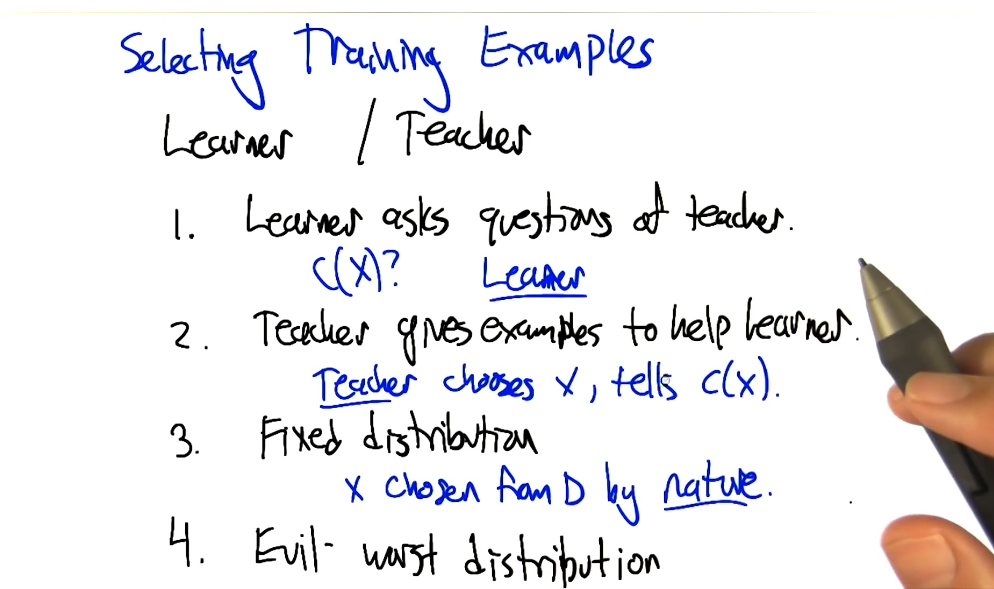 Selecting Training Examples
Learner / Teacher
1. Learner asks questions of teacher.
c(x)? Learner
2. Teacher gives examples to help learner.
Teacher chooses x, tells c(x).
3. Fixed distribution
x chosen from D by nature.
4. Evil - worst distribution